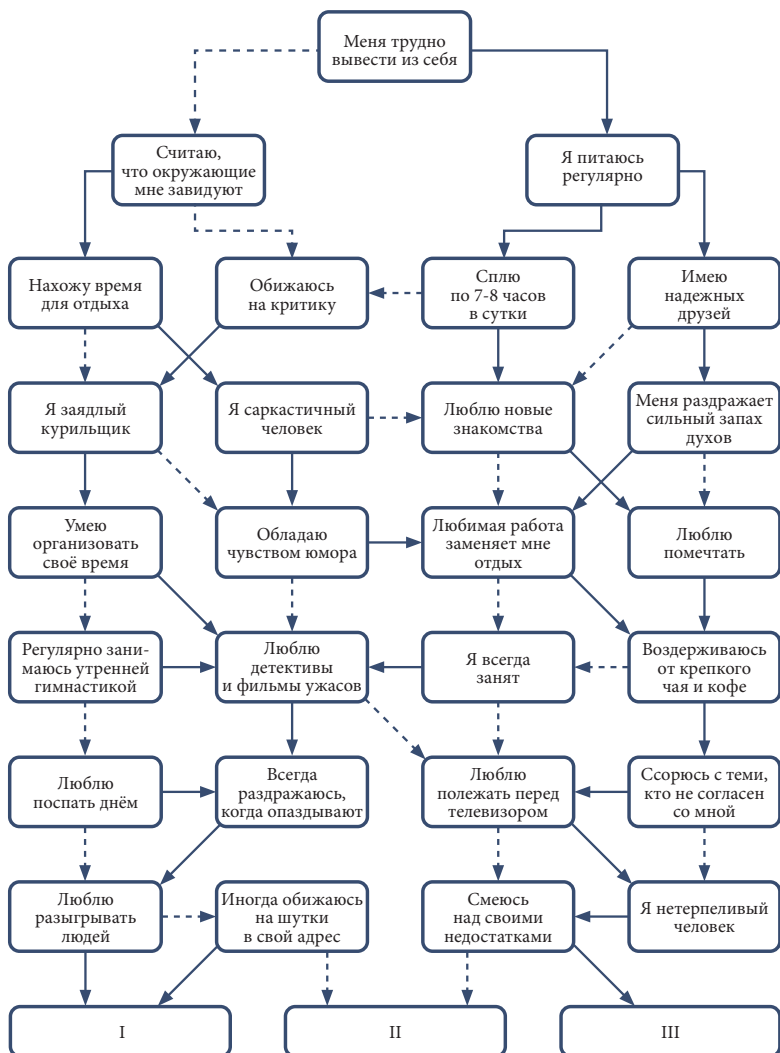 Меня трудно
вывести из себя
Считаю,
что окружающие
мне завидуют
Я питаюсь
регулярно
Нахожу время
для отдыха
Обижаюсь
на критику
Сплю
по 7-8 часов
в сутки
Имею
надежных
друзей
Я заядлый
курильщик
Я саркастичный
человек
Люблю новые
знакомства
Меня раздражает
сильный запах
духов
Умею
организовать
своё время
Обладаю
чувством юмора
Любимая работа
заменяет мне
отдых
Люблю
помечтать
Регулярно зани-
маюсь утренней
гимнастикой
Люблю
детективы
и фильмы ужасов
Я всегда
занят
Воздерживаюсь
от крепкого
чая и кофе
Люблю
поспать днём
Всегда
раздражаюсь,
когда опаздывают
Люблю
полежать перед
телевизором
Ссорюсь с теми,
кто не согласен
со мной
Люблю
разыгрывать
людей
Иногда обижаюсь
на шутки
в свой адрес
Смеюсь
над своими
недостатками
Я нетерпеливый
человек
I
II
III